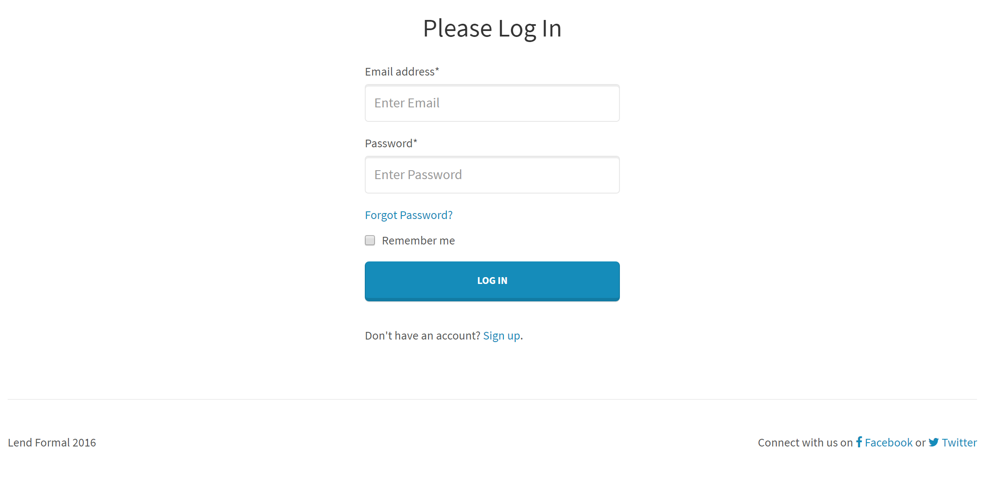 Please Log In
Email address*
Enter Email
Password*
Enter Password
Forgot Password?
Remember me
LOG IN
Don't have an account? Sign up.
Lend Formal 2016
Connect with us on Facebook or Twitter